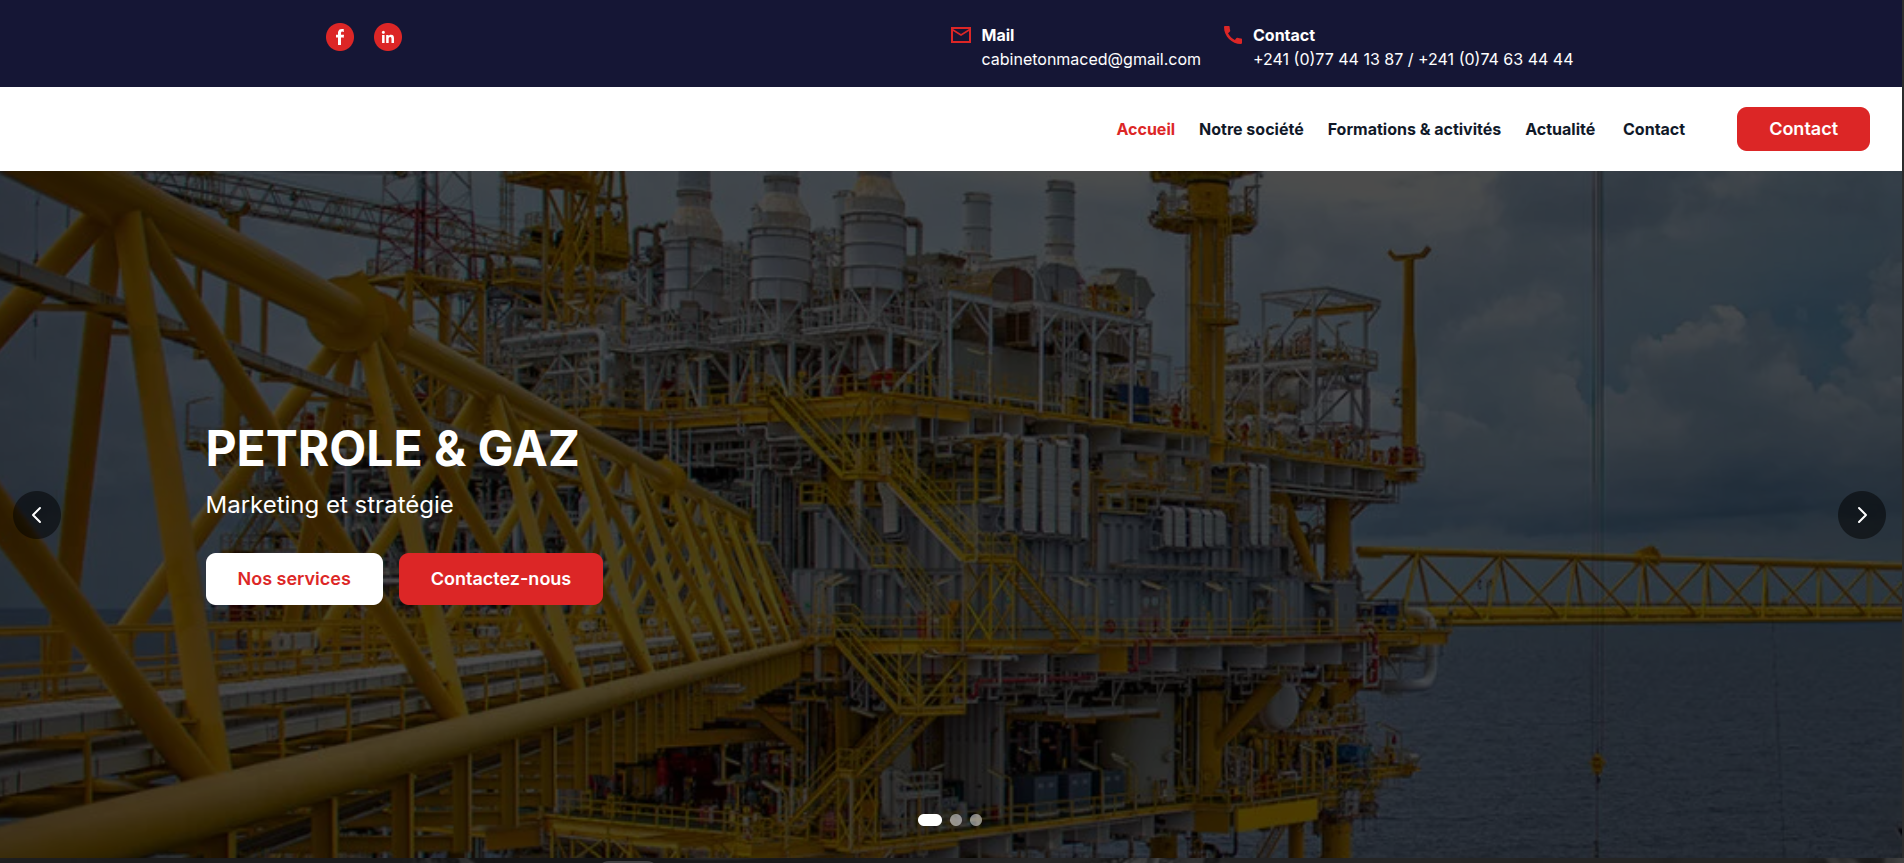 Mail
cabinetonmaced@gmail.com
Contact
+241 (0)77 44 13 87 / +241 (0)74 63 44 44
Accueil
Notre société
Formations & activités
Actualité
Contact
Contact
PETROLE & GAZ
Marketing et stratégie
Nos services
Contactez-nous